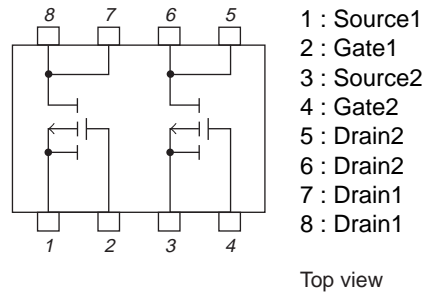 8 7 6 5
1 2 3 4
1 : Source1
2 : Gate1
3 : Source2
4 : Gate2
5 : Drain2
6 : Drain2
7 : Drain1
8 : Drain1
Top view